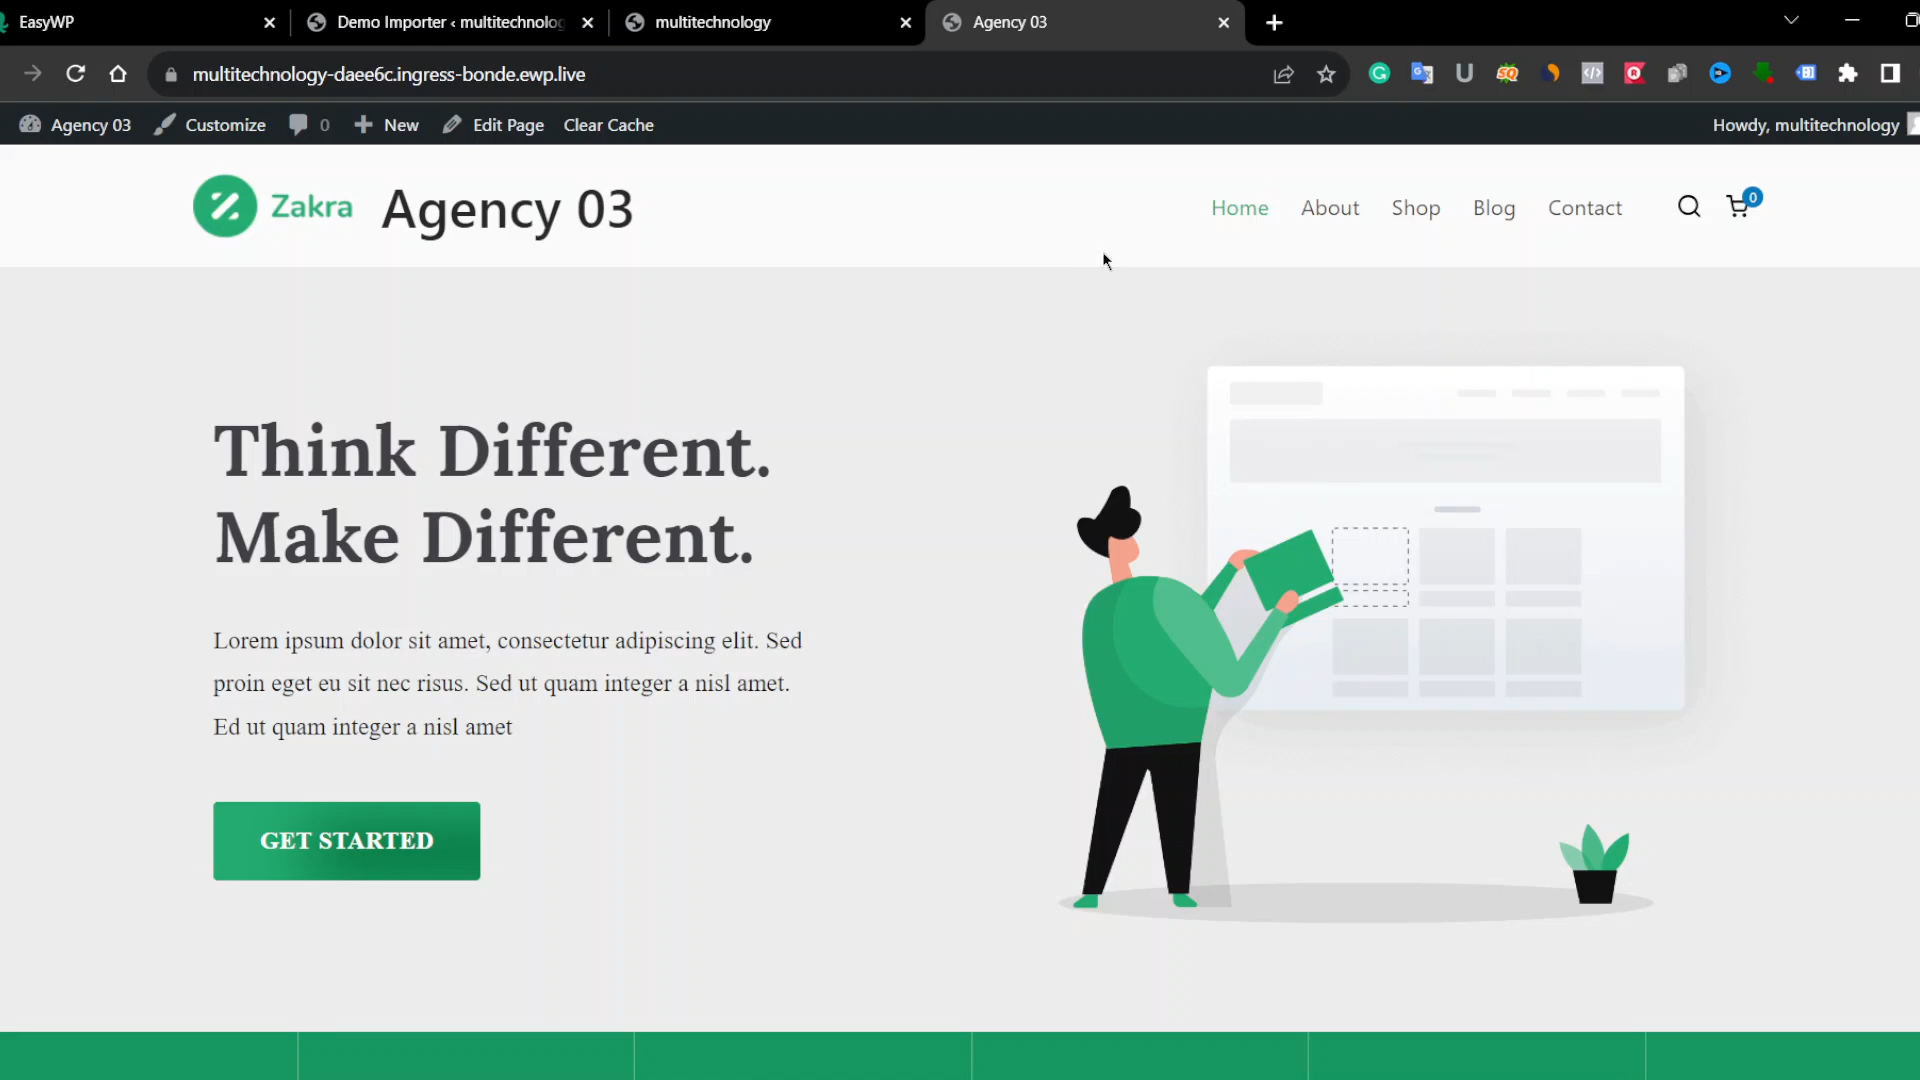 EasyWP
Demo Importer ‹ multitechnolog
multitechnology
Agency 03
multitechnology-daee6c.ingress-bonde.ewp.live
Agency 03
Customize
0
New
Edit Page
Clear Cache
Howdy, multitechnology
Zakra
Agency 03
Home
About
Shop
Blog
Contact
0
Think Different.
Make Different.
Lorem ipsum dolor sit amet, consectetur adipiscing elit. Sed
proin eget eu sit nec risus. Sed ut quam integer a nisl amet.
Ed ut quam integer a nisl amet
GET STARTED